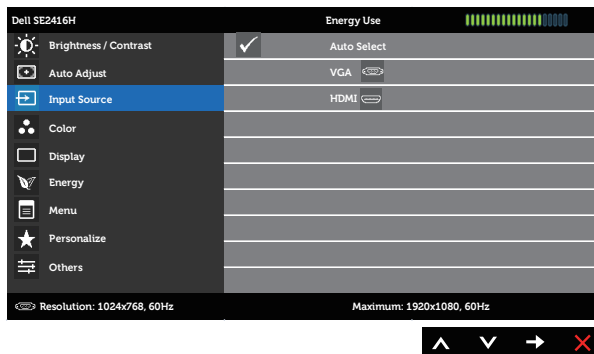 Dell SE2416H Energy Use
Brightness / Contrast Auto Select
Auto Adjust VGA
Input Source HDMI
Color
Display
Energy
Menu
Personalize
Others
Resolution: 1024x768, 60Hz Maximum: 1920x1080, 60Hz